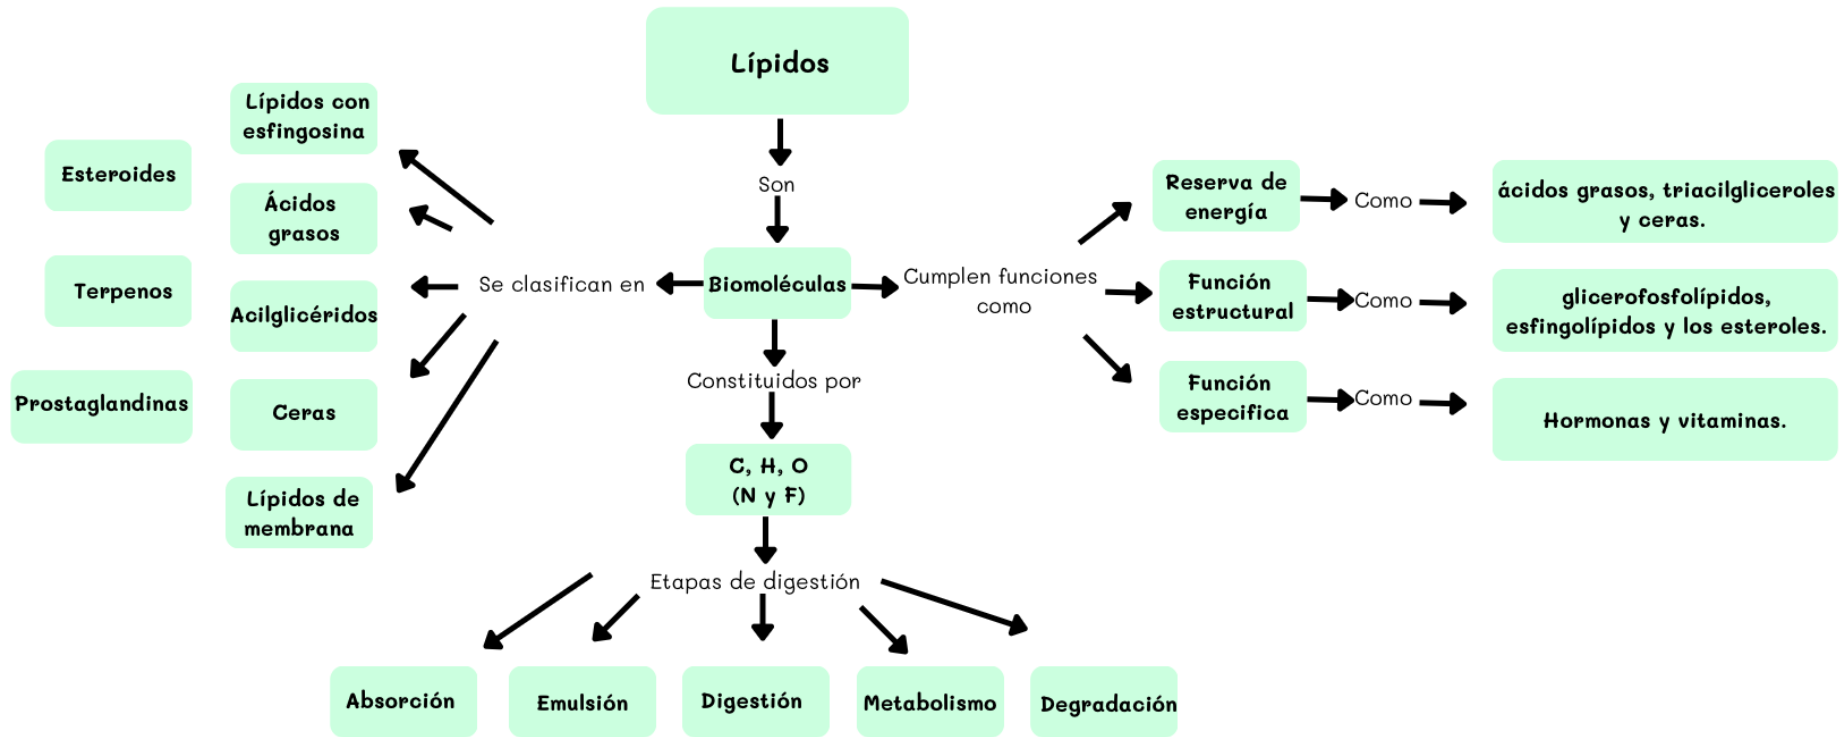 Lípidos
Son
Biomoléculas
Se clasifican en
Lípidos con
esfingosina
Ácidos
grasos
Acilglicéridos
Ceras
Lípidos de
membrana
Esteroides
Terpenos
Prostaglandinas
Cumplen funciones
como
Reserva de
energía
Como
ácidos grasos, triacilgliceroles
y ceras.
Función
estructural
Como
glicerofosfolípidos,
esfingolípidos y los esteroles.
Función
especifica
Como
Hormonas y vitaminas.
Constituidos por
C, H, O
(N y F)
Etapas de digestión
Absorción
Emulsión
Digestión
Metabolismo
Degradación